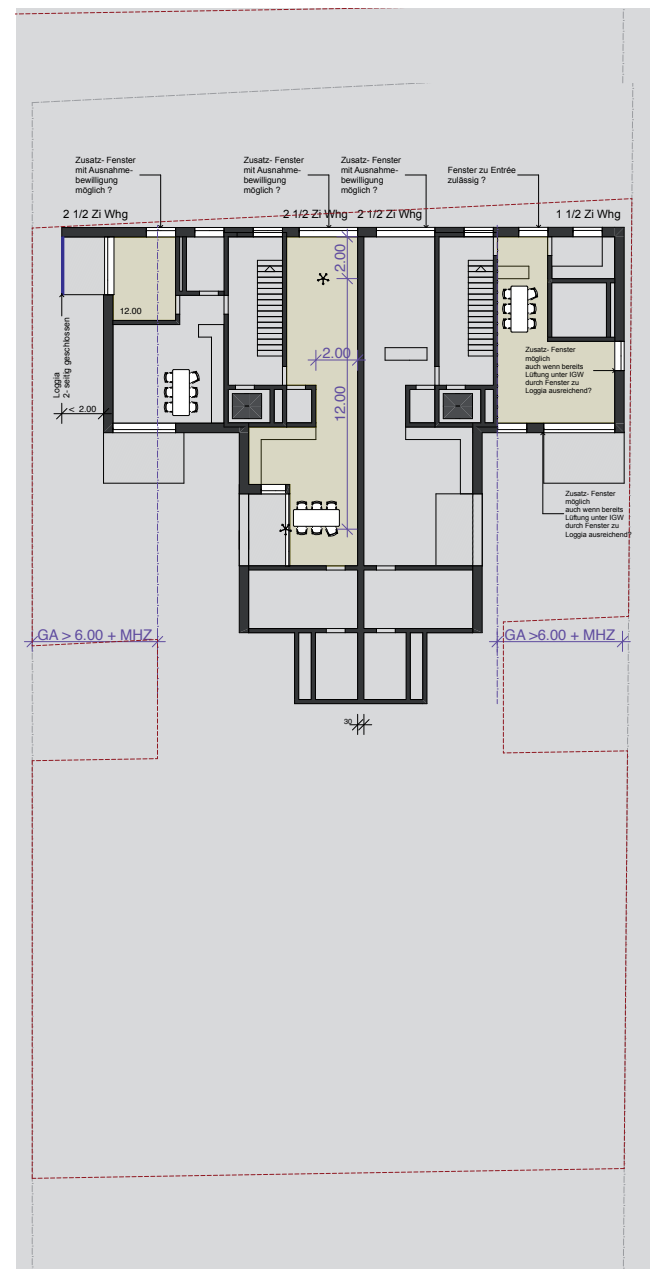 Zusatz- Fenster
mit Ausnahme-
bewilligung
möglich ?
Zusatz- Fenster
mit Ausnahme-
bewilligung
möglich ?
Zusatz- Fenster
mit Ausnahme-
bewilligung
möglich ?
Fenster zu Entrée
zulässig ?
2 1/2 Zi Whg
2 1/2 Zi Whg
2 1/2 Zi Whg
1 1/2 Zi Whg
2.00
12.00
2.00
12.00
Loggia
2- seitig geschlossen
< 2.00
Zusatz- Fenster
möglich
auch wenn bereits
Lüftung unter IGW
durch Fenster zu
Loggia ausreichend?
Zusatz- Fenster
möglich
auch wenn bereits
Lüftung unter IGW
durch Fenster zu
Loggia ausreichend?
GA > 6.00 + MHZ
GA >6.00 + MHZ
30